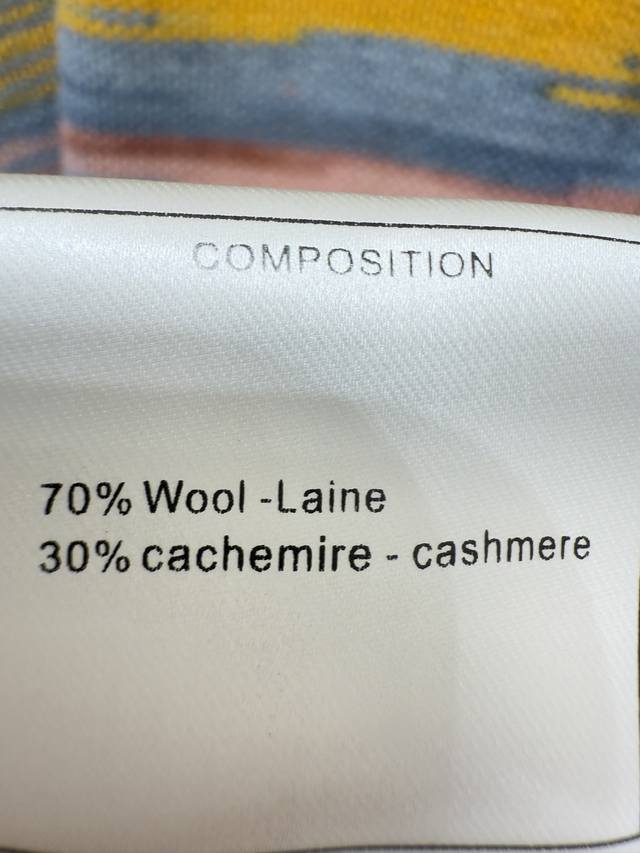 COMPOSITION
70% Wool -Laine
30% cachemire - cashmere